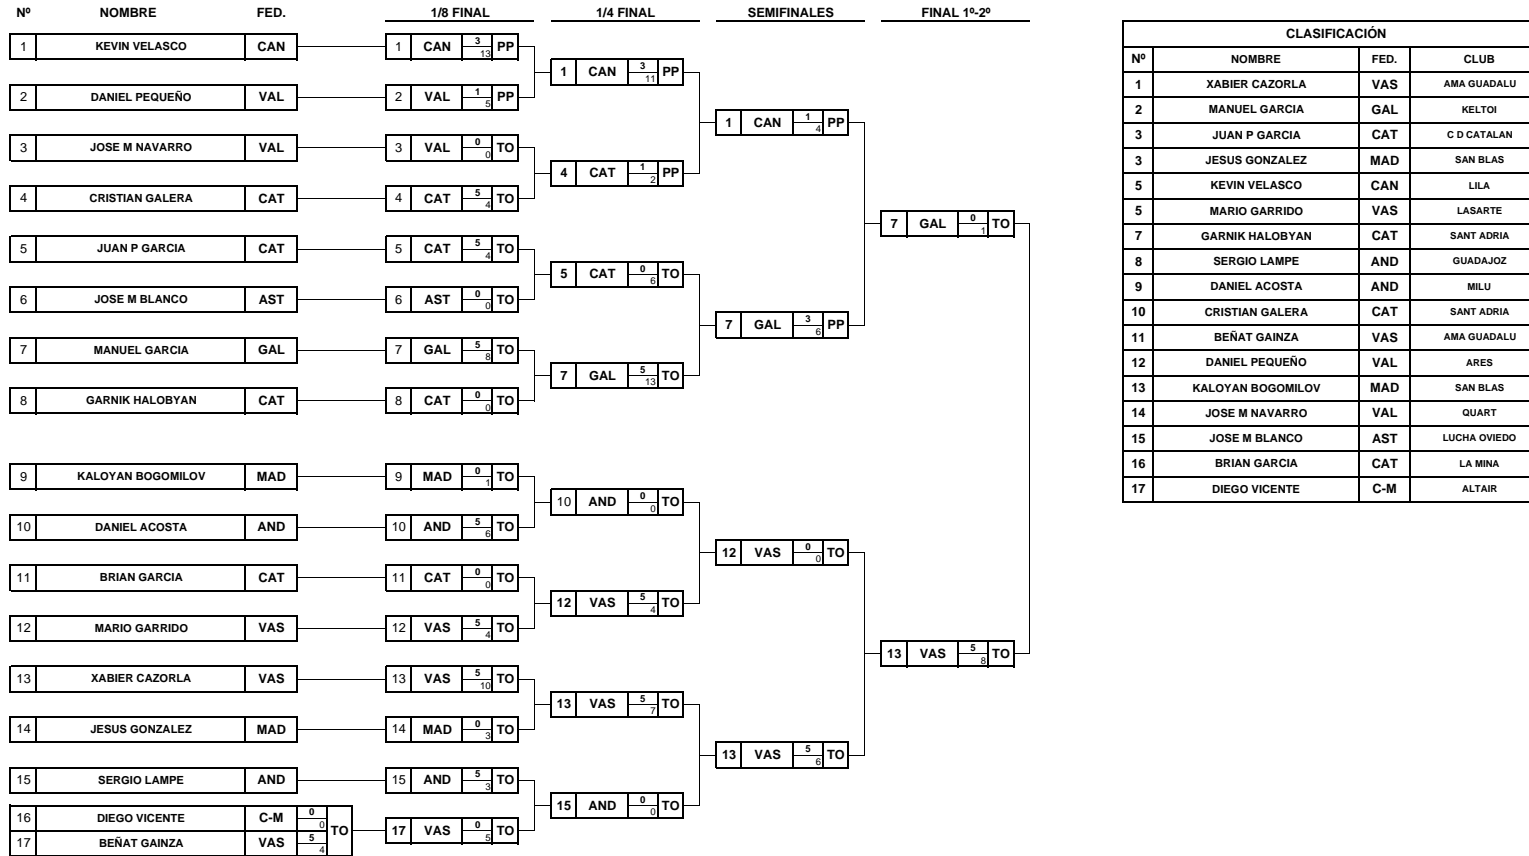 Nº NOMBRE FED. 1/8 FINAL 1/4 FINAL SEMIFINALES FINAL 1º-2º
1 KEVIN VELASCO CAN 1 CAN 3 13 PP
1 CAN 3 11 PP
2 DANIEL PEQUEÑO VAL 2 VAL 1 5 PP
1 CAN 1 4 PP
3 JOSE M NAVARRO VAL 3 VAL 0 0 TO
4 CAT 1 2 PP
4 CRISTIAN GALERA CAT 4 CAT 5 4 TO
7 GAL 0 1 TO
5 JUAN P GARCIA CAT 5 CAT 5 4 TO
5 CAT 0 6 TO
6 JOSE M BLANCO AST 6 AST 0 0 TO
7 GAL 3 6 PP
7 MANUEL GARCIA GAL 7 GAL 5 8 TO
7 GAL 5 13 TO
8 GARNIK HALOBYAN CAT 8 CAT 0 0 TO
9 KALOYAN BOGOMILOV MAD 9 MAD 0 1 TO
10 AND 0 0 TO
10 DANIEL ACOSTA AND 10 AND 5 6 TO
12 VAS 0 0 TO
11 BRIAN GARCIA CAT 11 CAT 0 0 TO
12 VAS 5 4 TO
12 MARIO GARRIDO VAS 12 VAS 5 4 TO
13 VAS 5 8 TO
13 XABIER CAZORLA VAS 13 VAS 5 10 TO
13 VAS 5 7 TO
14 JESUS GONZALEZ MAD 14 MAD 0 3 TO
13 VAS 5 6 TO
15 SERGIO LAMPE AND 15 AND 5 3 TO
15 AND 0 0 TO
16 DIEGO VICENTE C-M 0 0 TO
17 VAS 0 5 TO
17 BEÑAT GAINZA VAS 5 4
CLASIFICACIÓN
Nº NOMBRE FED. CLUB
1 XABIER CAZORLA VAS AMA GUADALU
2 MANUEL GARCIA GAL KELTOI
3 JUAN P GARCIA CAT C D CATALAN
3 JESUS GONZALEZ MAD SAN BLAS
5 KEVIN VELASCO CAN LILA
5 MARIO GARRIDO VAS LASARTE
7 GARNIK HALOBYAN CAT SANT ADRIA
8 SERGIO LAMPE AND GUADAJOZ
9 DANIEL ACOSTA AND MILU
10 CRISTIAN GALERA CAT SANT ADRIA
11 BEÑAT GAINZA VAS AMA GUADALU
12 DANIEL PEQUEÑO VAL ARES
13 KALOYAN BOGOMILOV MAD SAN BLAS
14 JOSE M NAVARRO VAL QUART
15 JOSE M BLANCO AST LUCHA OVIEDO
16 BRIAN GARCIA CAT LA MINA
17 DIEGO VICENTE C-M ALTAIR